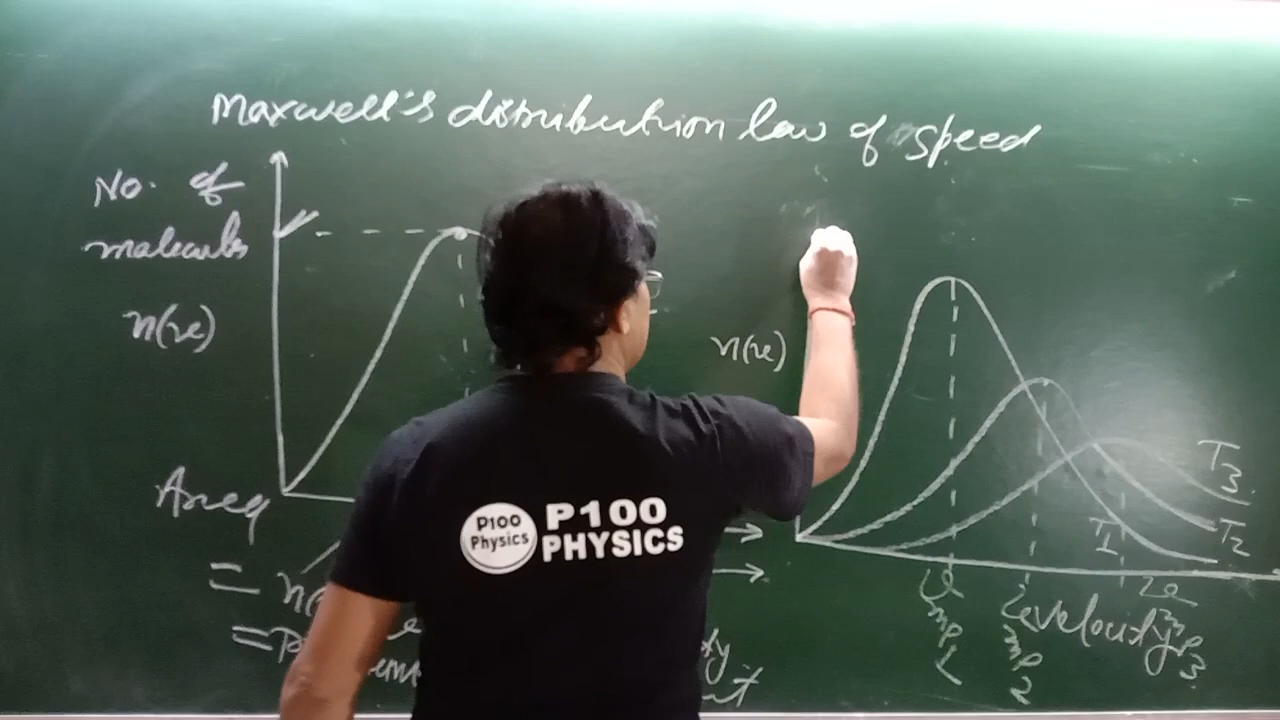 Maxwell's distribution law of speed
No. of
molecules
n(v)
Area
=
=
n(v)
T3
T2
T1
velocity
vmp1
vmp2
vmp3
P100
Physics
P100
PHYSICS